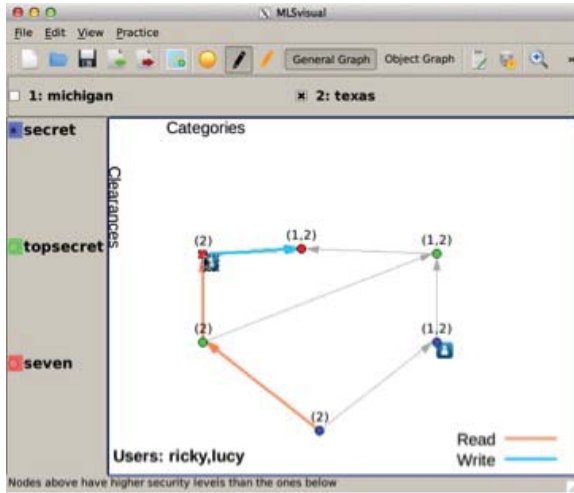 MLSvisual
File Edit View Practice
General Graph Object Graph »
1: michigan 2: texas
secret
Categories
Clearances
topsecret
(2)
(1,2)
(1,2)
(2)
(1,2)
seven
(2)
Users: ricky,lucy
Read
Write
Nodes above have higher security levels than the ones below